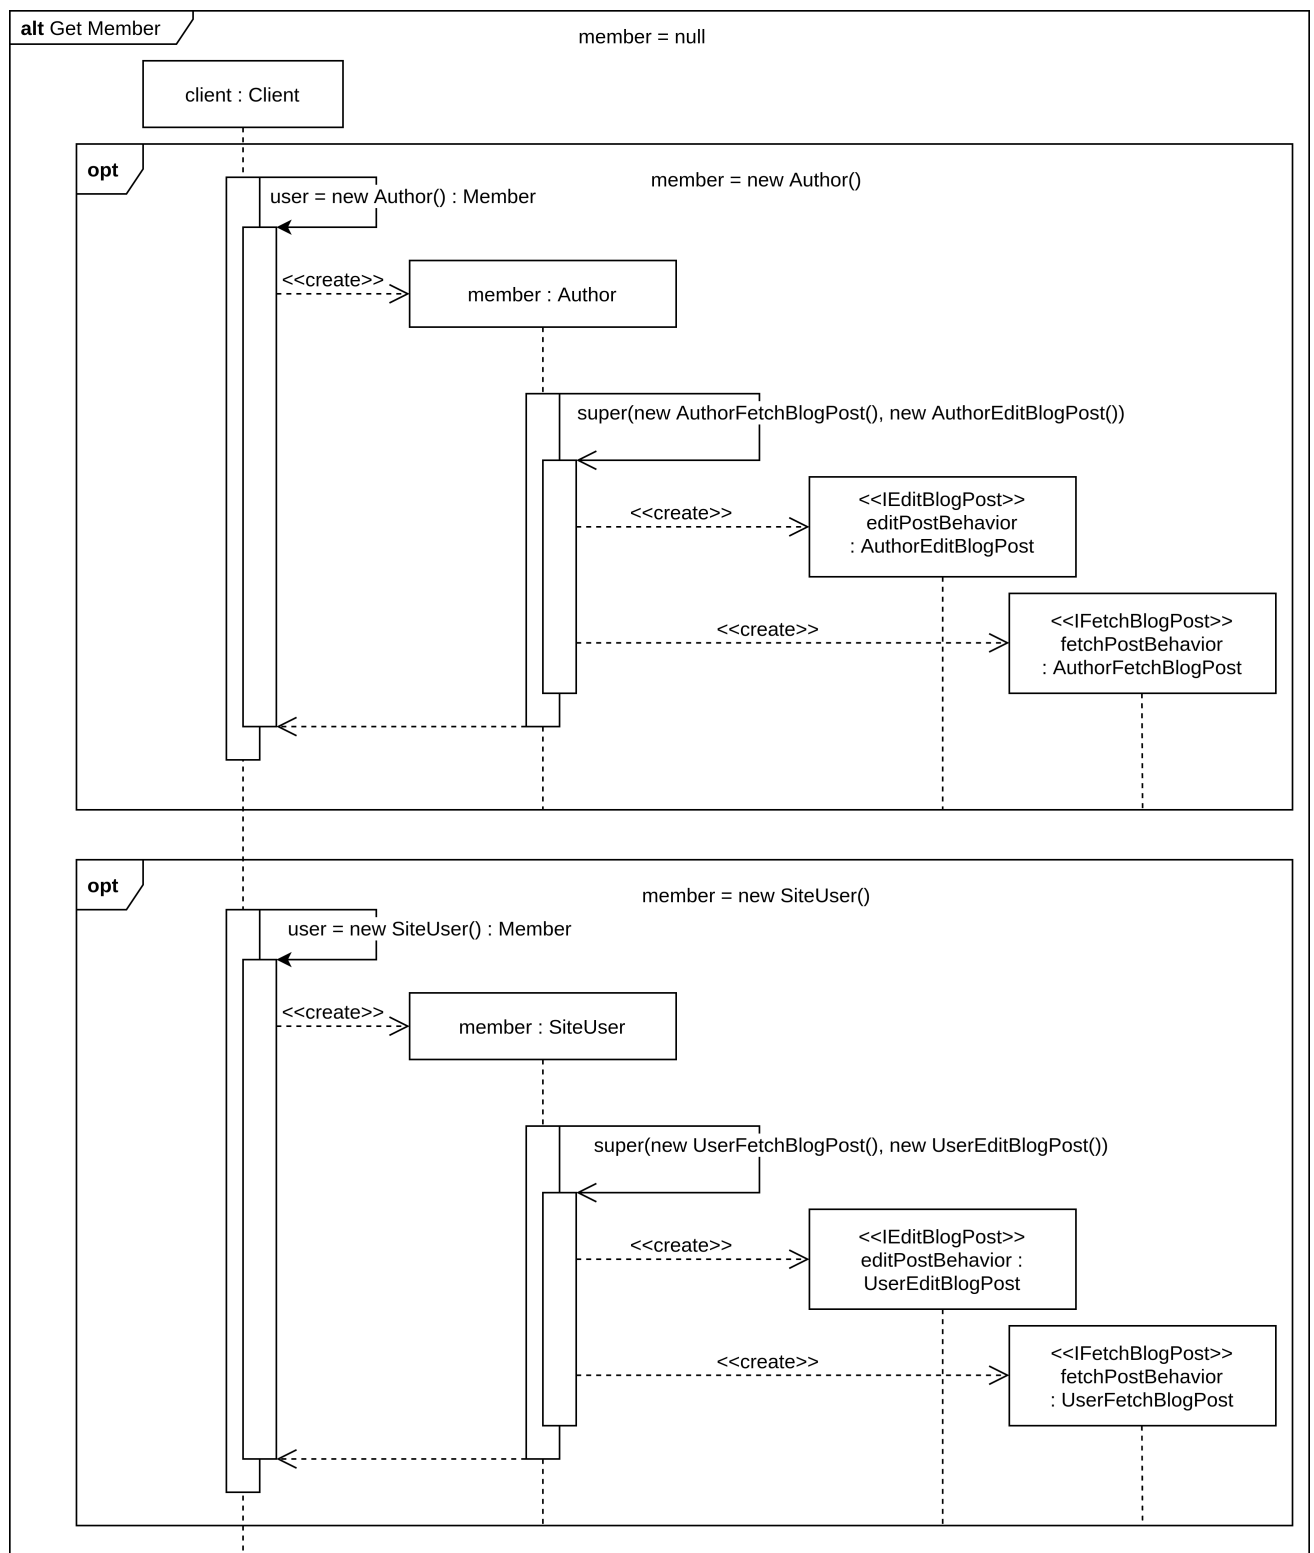 alt Get Member
member = null
client : Client
opt
member = new Author()
user = new Author() : Member
<<create>>
member : Author
super(new AuthorFetchBlogPost(), new AuthorEditBlogPost())
<<create>>
<<IEditBlogPost>>
editPostBehavior
: AuthorEditBlogPost
<<create>>
<<IFetchBlogPost>>
fetchPostBehavior
: AuthorFetchBlogPost
opt
member = new SiteUser()
user = new SiteUser() : Member
<<create>>
member : SiteUser
super(new UserFetchBlogPost(), new UserEditBlogPost())
<<create>>
<<IEditBlogPost>>
editPostBehavior :
UserEditBlogPost
<<create>>
<<IFetchBlogPost>>
fetchPostBehavior
: UserFetchBlogPost